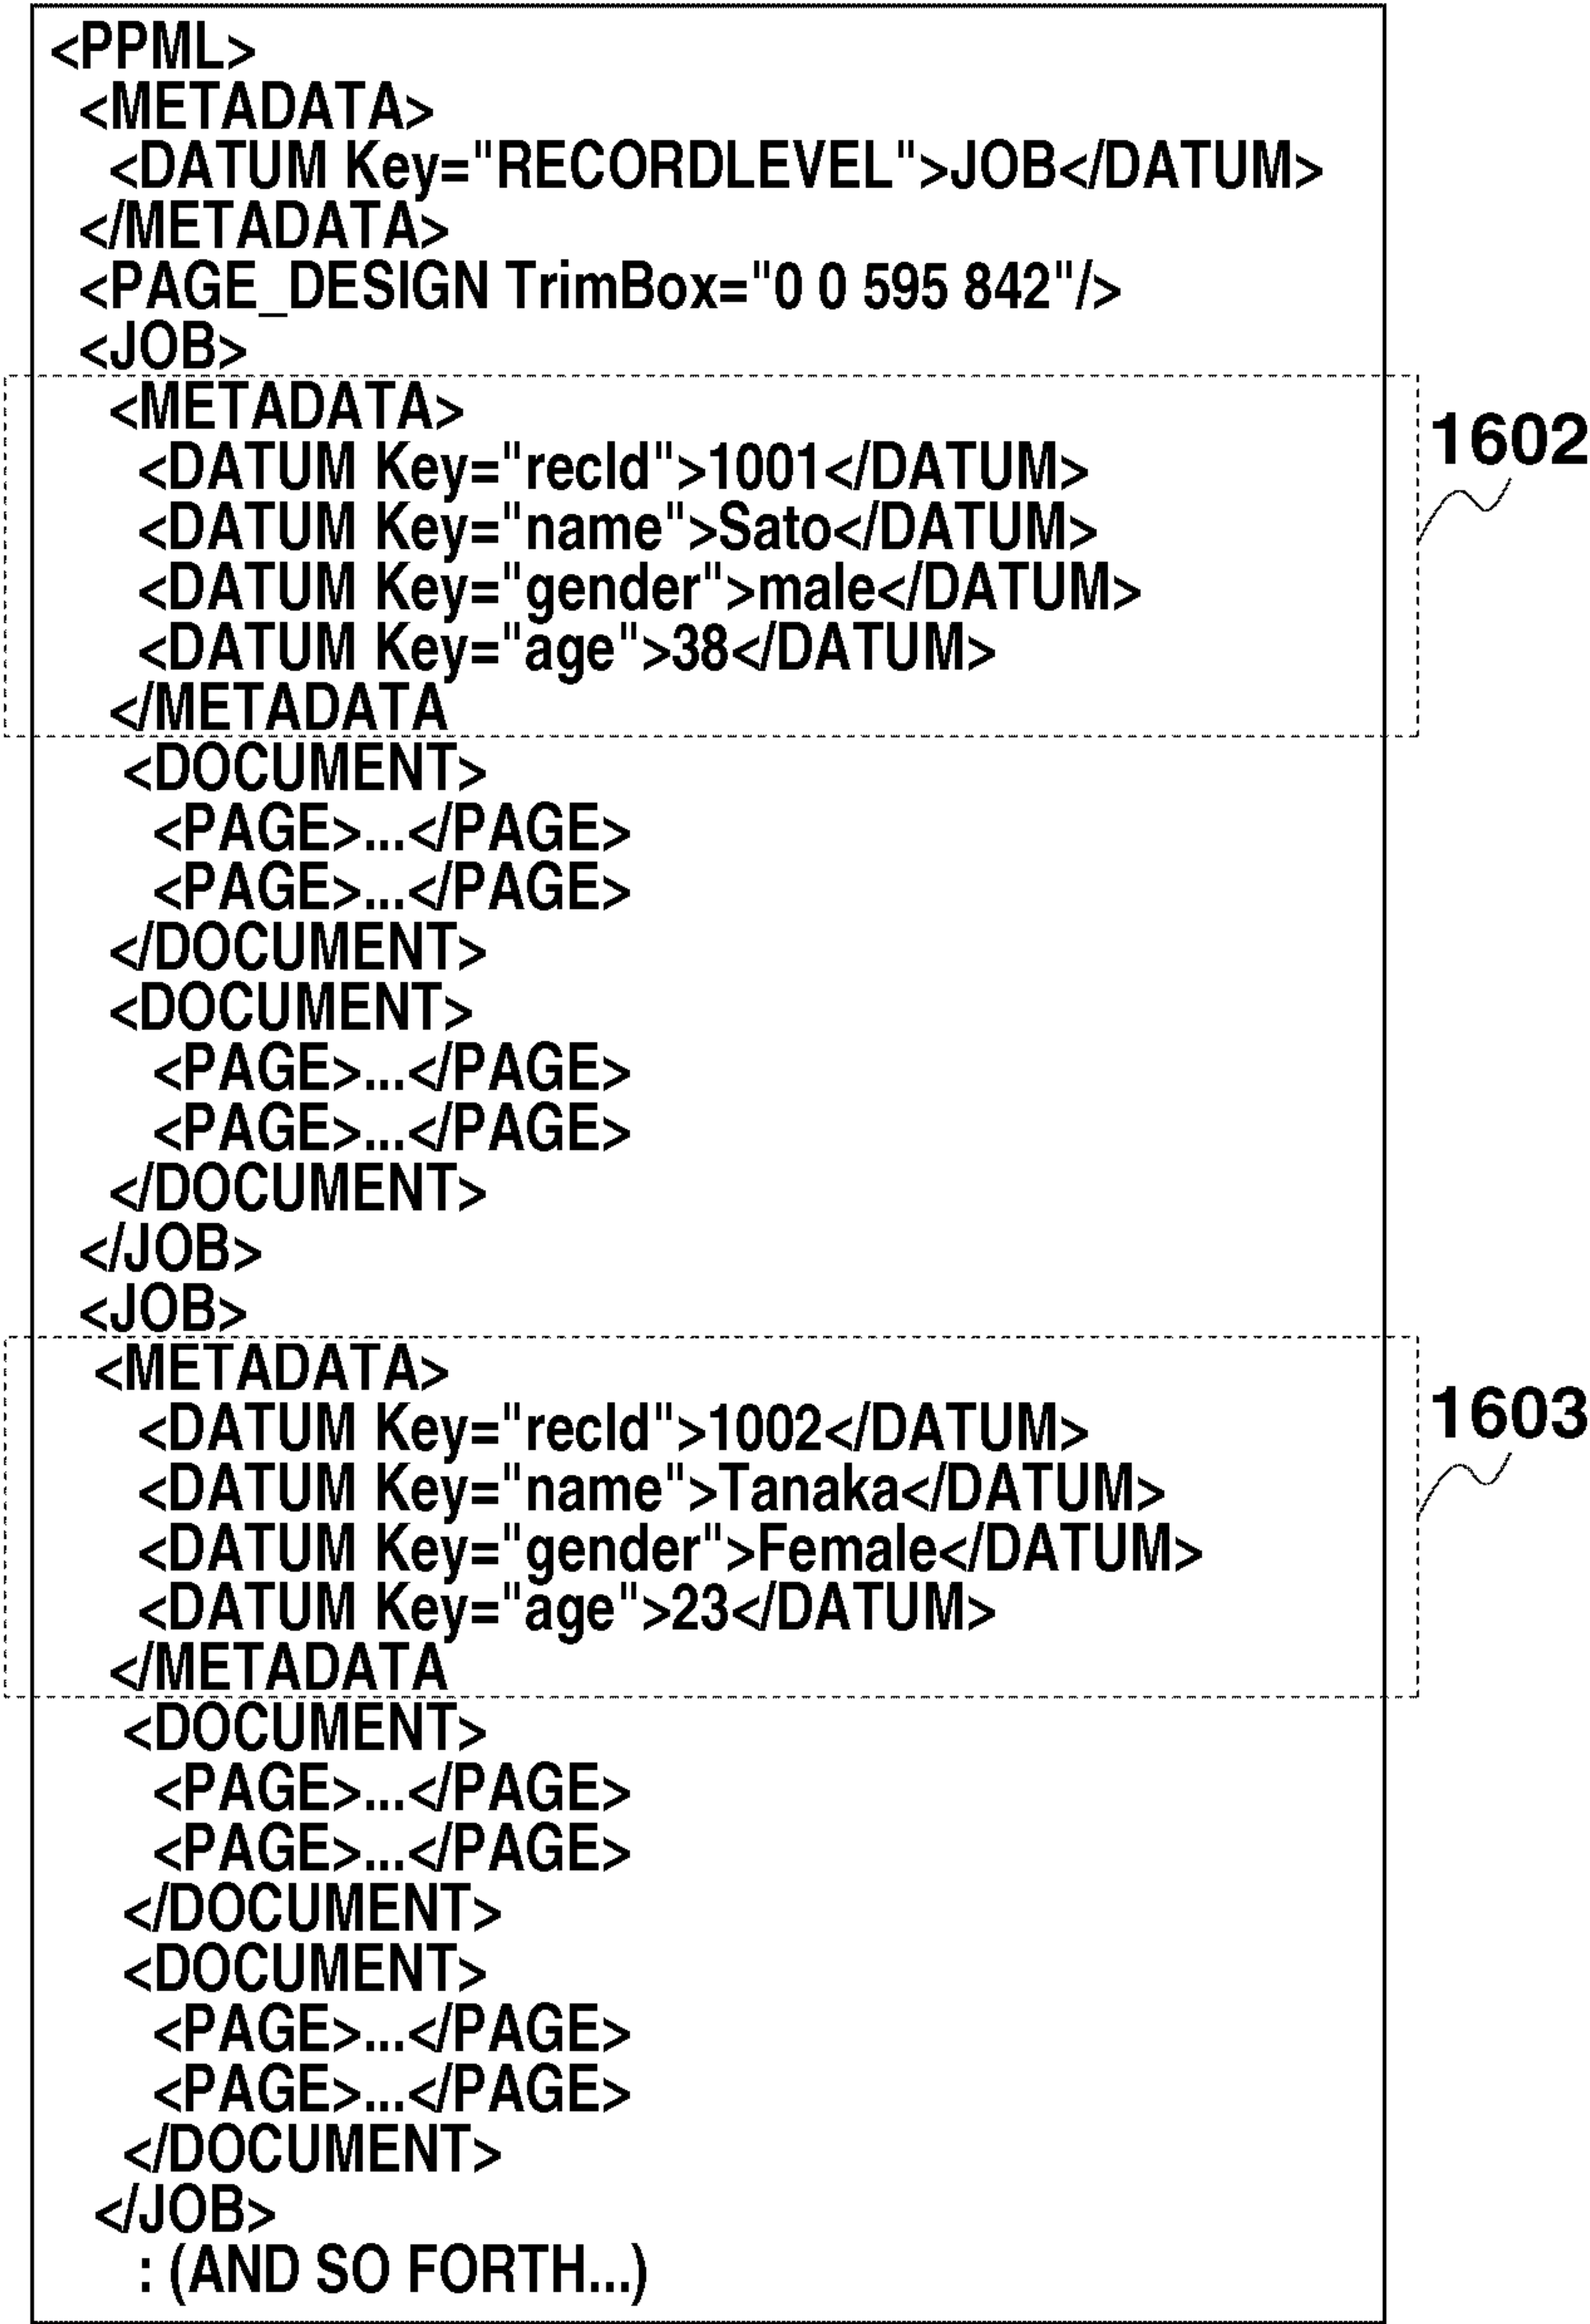 <PPML>
<METADATA>
<DATUM Key="RECORDLEVEL">JOB</DATUM>
</METADATA>
<PAGE_DESIGN TrimBox="0 0 595 842"/>
<JOB>
<METADATA>
<DATUM Key="recId">1001</DATUM>
<DATUM Key="name">Sato</DATUM>
<DATUM Key="gender">male</DATUM>
<DATUM Key="age">38</DATUM>
</METADATA
1602
<DOCUMENT>
<PAGE>...</PAGE>
<PAGE>...</PAGE>
</DOCUMENT>
<DOCUMENT>
<PAGE>...</PAGE>
<PAGE>...</PAGE>
</DOCUMENT>
</JOB>
<JOB>
<METADATA>
<DATUM Key="recId">1002</DATUM>
<DATUM Key="name">Tanaka</DATUM>
<DATUM Key="gender">Female</DATUM>
<DATUM Key="age">23</DATUM>
</METADATA
1603
<DOCUMENT>
<PAGE>...</PAGE>
<PAGE>...</PAGE>
</DOCUMENT>
<DOCUMENT>
<PAGE>...</PAGE>
<PAGE>...</PAGE>
</DOCUMENT>
</JOB>
: (AND SO FORTH...)